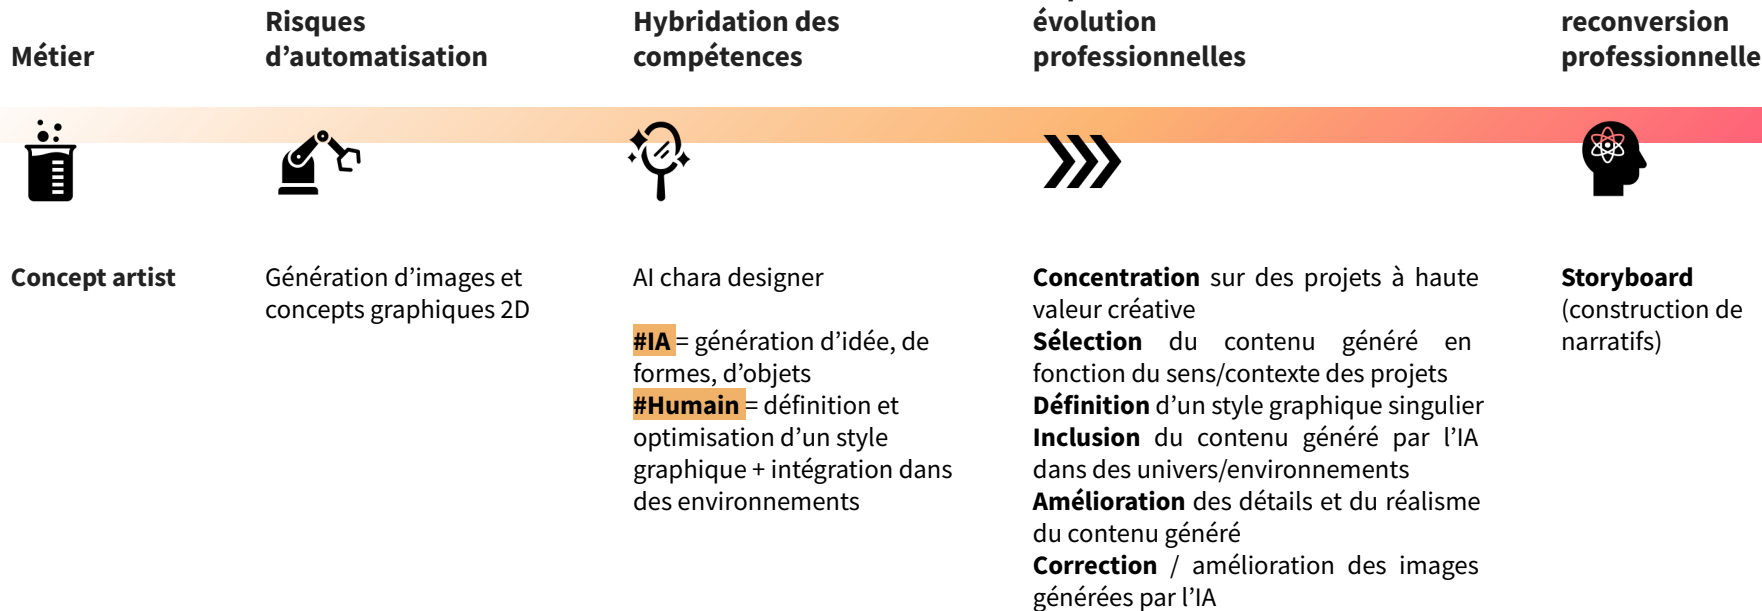 Métier
Risques
d’automatisation
Hybridation des
compétences
évolution
professionnelles
reconversion
professionnelle
Concept artist
Génération d’images et
concepts graphiques 2D
AI chara designer
#IA = génération d’idée, de
formes, d’objets
#Humain = définition et
optimisation d’un style
graphique + intégration dans
des environnements
Concentration sur des projets à haute
valeur créative
Sélection du contenu généré en
fonction du sens/contexte des projets
Définition d’un style graphique singulier
Inclusion du contenu généré par l’IA
dans des univers/environnements
Amélioration des détails et du réalisme
du contenu généré
Correction / amélioration des images
générées par l’IA
Storyboard
(construction de
narratifs)